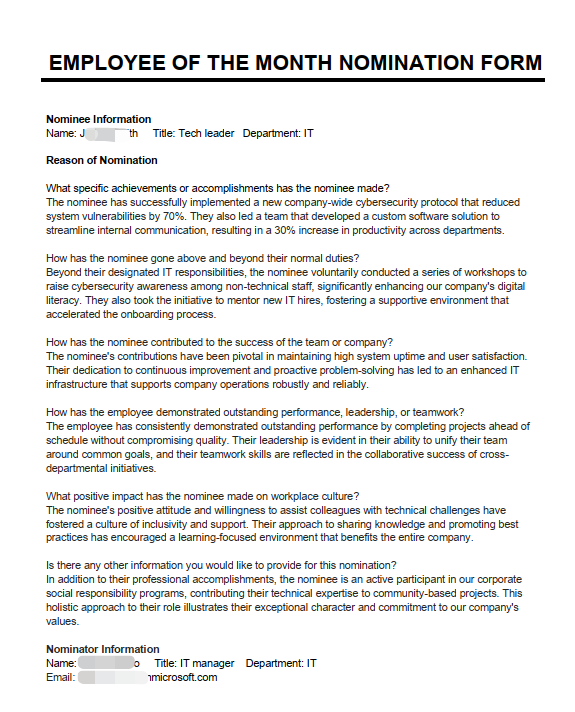 EMPLOYEE OF THE MONTH NOMINATION FORM
Nominee Information
Name: Title: Tech leader Department: IT
Reason of Nomination
What specific achievements or accomplishments has the nominee made?
The nominee has successfully implemented a new company-wide cybersecurity protocol that reduced
system vulnerabilities by 70%. They also led a team that developed a custom software solution to
streamline internal communication, resulting in a 30% increase in productivity across departments.
How has the nominee gone above and beyond their normal duties?
Beyond their designated IT responsibilities, the nominee voluntarily conducted a series of workshops to
raise cybersecurity awareness among non-technical staff, significantly enhancing our company's digital
literacy. They also took the initiative to mentor new IT hires, fostering a supportive environment that
accelerated the onboarding process.
How has the nominee contributed to the success of the team or company?
The nominee's contributions have been pivotal in maintaining high system uptime and user satisfaction.
Their dedication to continuous improvement and proactive problem-solving has led to an enhanced IT
infrastructure that supports company operations robustly and reliably.
How has the employee demonstrated outstanding performance, leadership, or teamwork?
The employee has consistently demonstrated outstanding performance by completing projects ahead of
schedule without compromising quality. Their leadership is evident in their ability to unify their team
around common goals, and their teamwork skills are reflected in the collaborative success of cross-
departmental initiatives.
What positive impact has the nominee made on workplace culture?
The nominee's positive attitude and willingness to assist colleagues with technical challenges have
fostered a culture of inclusivity and support. Their approach to sharing knowledge and promoting best
practices has encouraged a learning-focused environment that benefits the entire company.
Is there any other information you would like to provide for this nomination?
In addition to their professional accomplishments, the nominee is an active participant in our corporate
social responsibility programs, contributing their technical expertise to community-based projects. This
holistic approach to their role illustrates their exceptional character and commitment to our company's
values.
Nominator Information
Name: Title: IT manager Department: IT
Email: